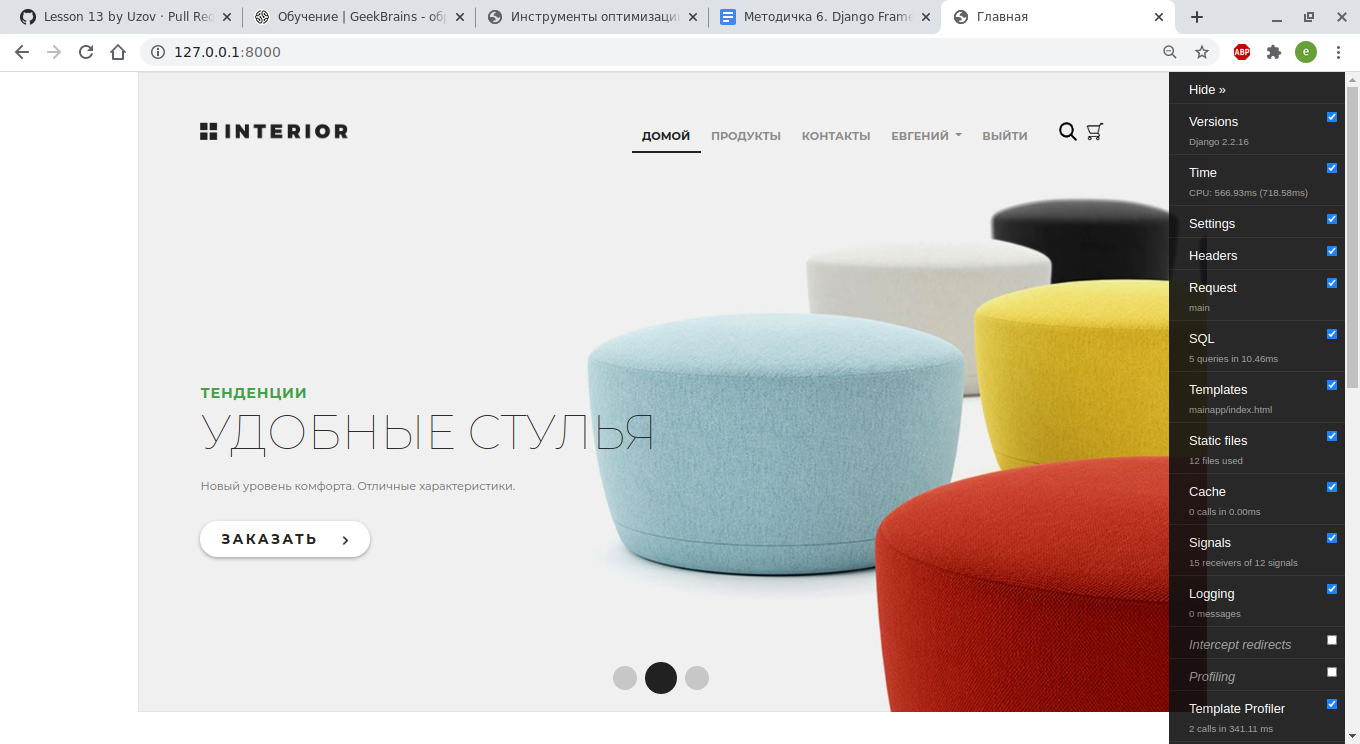 Lesson 13 by Uzov · Pull Req
Обучение | GeekBrains - об
Инструменты оптимизаци
Методичка 6. Django Frame
Главная
127.0.0.1:8000
ABP
e
INTERIOR
ДОМОЙ
ПРОДУКТЫ
КОНТАКТЫ
ЕВГЕНИЙ
ВЫЙТИ
ТЕНДЕНЦИИ
УДОБНЫЕ СТУЛЬЯ
Новый уровень комфорта. Отличные характеристики.
ЗАКАЗАТЬ
Hide »
Versions
Django 2.2.16
Time
CPU: 566.93ms (718.58ms)
Settings
Headers
Request
main
SQL
5 queries in 10.46ms
Templates
mainapp/index.html
Static files
12 files used
Cache
0 calls in 0.00ms
Signals
15 receivers of 12 signals
Logging
0 messages
Intercept redirects
Profiling
Template Profiler
2 calls in 341.11 ms